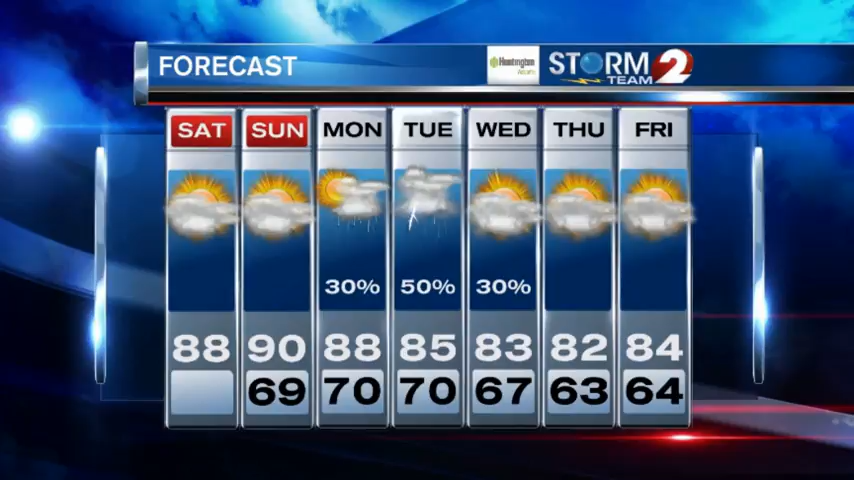 FORECAST
Huntington
STORM
TEAM 2
SAT SUN MON TUE WED THU FRI
30% 50% 30%
88 90 88 85 83 82 84
69 70 70 67 63 64